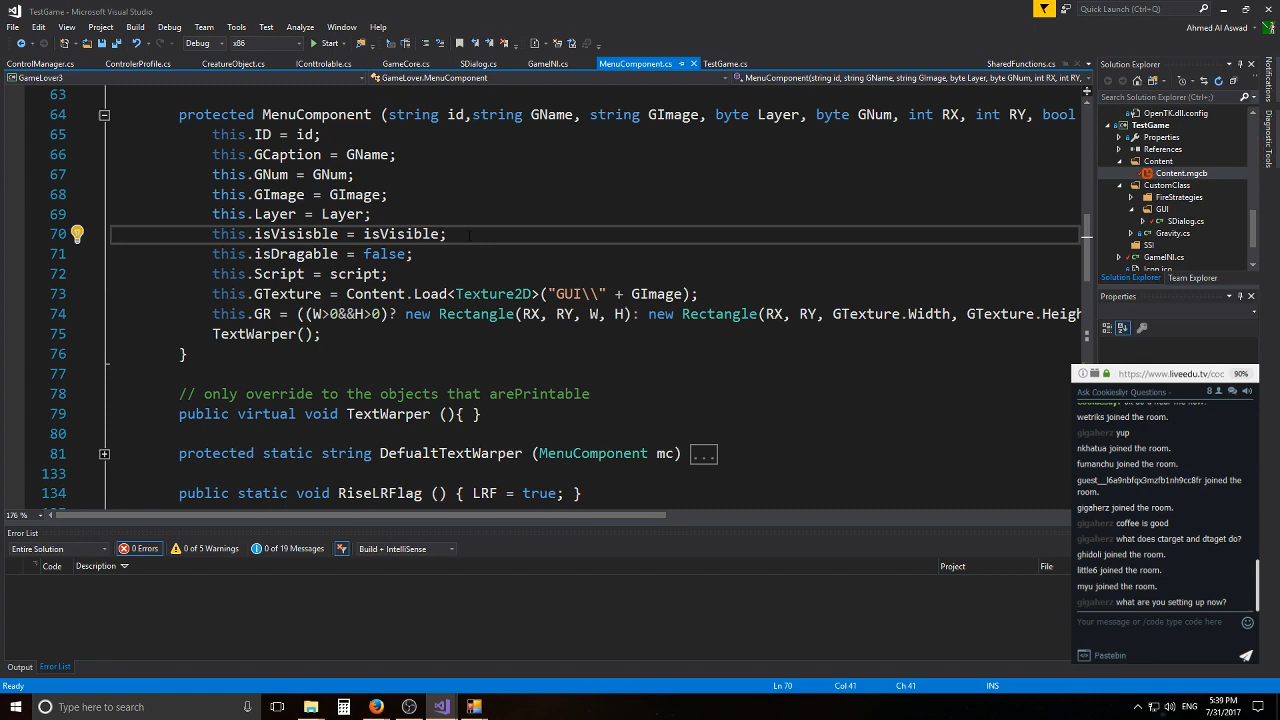 TestGame - Microsoft Visual Studio
Quick Launch (Ctrl+Q)
File Edit View Project Build Debug Team Tools Test Analyze Window Help
Ahmed Al Aswad
Debug x86 Start
ControlManager.cs ControlerProfile.cs CreatureObject.cs IControllable.cs GameCore.cs SDialog.cs GameINI.cs MenuComponent.cs TestGame.cs SharedFunctions.cs
Solution Explorer
GameLover3 GameLover.MenuComponent MenuComponent(string id, string GName, string GImage, byte Layer, byte GNum, int RX, int RY,
Search Solution Explorer (Ctrl+;)
OpenTK.dll.config
TestGame
Properties
References
Content
Content.mgcb
CustomClass
FireStrategies
GUI
SDialog.cs
Gravity.cs
SSI
GameINI.cs
Icon.ico
Solution Explorer Team Explorer
Properties
Notifications
Diagnostic Tools
63
64 protected MenuComponent (string id,string GName, string GImage, byte Layer, byte GNum, int RX, int RY, bool
65 this.ID = id;
66 this.GCaption = GName;
67 this.GNum = GNum;
68 this.GImage = GImage;
69 this.Layer = Layer;
70 this.isVisisble = isVisible;
71 this.isDragable = false;
72 this.Script = script;
73 this.GTexture = Content.Load<Texture2D>("GUI\\" + GImage);
74 this.GR = ((W>0&&H>0)? new Rectangle(RX, RY, W, H): new Rectangle(RX, RY, GTexture.Width, GTexture.Heigh
75 TextWarper();
76 }
77
78 // only override to the objects that arePrintable
79 public virtual void TextWarper (){ }
80
81 protected static string DefualtTextWarper (MenuComponent mc) ...
133
134 public static void RiseLRFlag () { LRF = true; }
176 %
Error List
Entire Solution 0 Errors 0 of 5 Warnings 0 of 19 Messages Build + IntelliSense
Code Description Project File
Output Error List
https://www.liveedu.tv/coc 90%
Ask Cookieslyr Questions - 8
wetriks joined the room.
gigaherz yup
nkhatua joined the room.
fumanchu joined the room.
guest__l6a9nbfqx3mzfb1nh9cc8fr joined the
room.
gigaherz joined the room.
gigaherz coffee is good
gigaherz what does ctarget and dtaget do?
ghidoli joined the room.
little6 joined the room.
myu joined the room.
gigaherz what are you setting up now?
Your message or /code type code here
Pastebin
Ready Ln 70 Col 41 Ch 41 INS
Type here to search
ENG
5:39 PM
7/31/2017